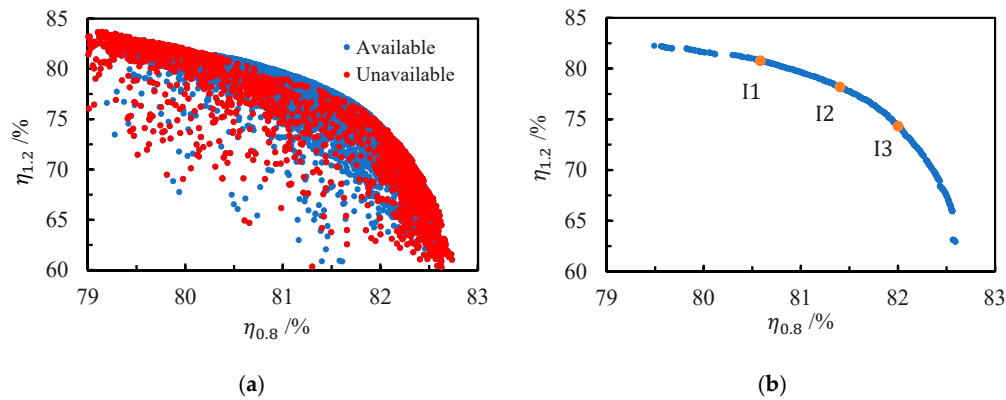 85
80
75
70
65
60
η1.2 /%
Available
Unavailable
79 80 81 82 83
η0.8 /%
(a)
85
80
75
70
65
60
η1.2 /%
I1
I2
I3
79 80 81 82 83
η0.8 /%
(b)